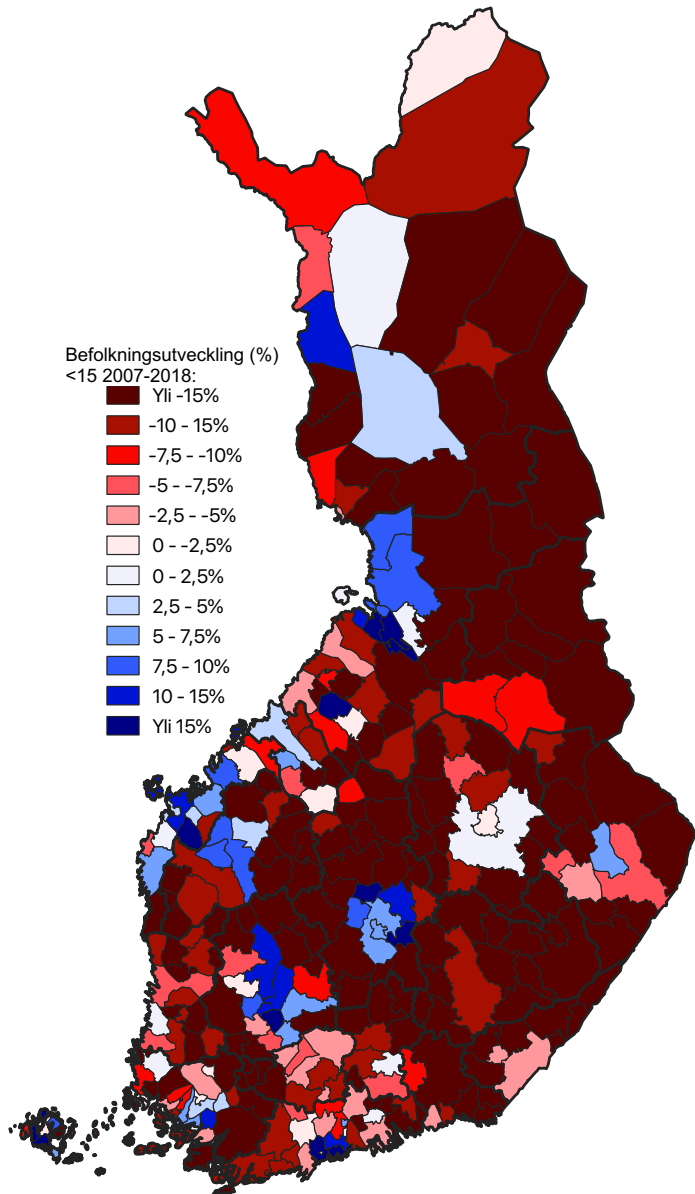 Befolkningsutveckling (%)
<15 2007-2018:
Yli -15%
-10 - 15%
-7,5 - -10%
-5 - -7,5%
-2,5 - -5%
0 - -2,5%
0 - 2,5%
2,5 - 5%
5 - 7,5%
7,5 - 10%
10 - 15%
Yli 15%